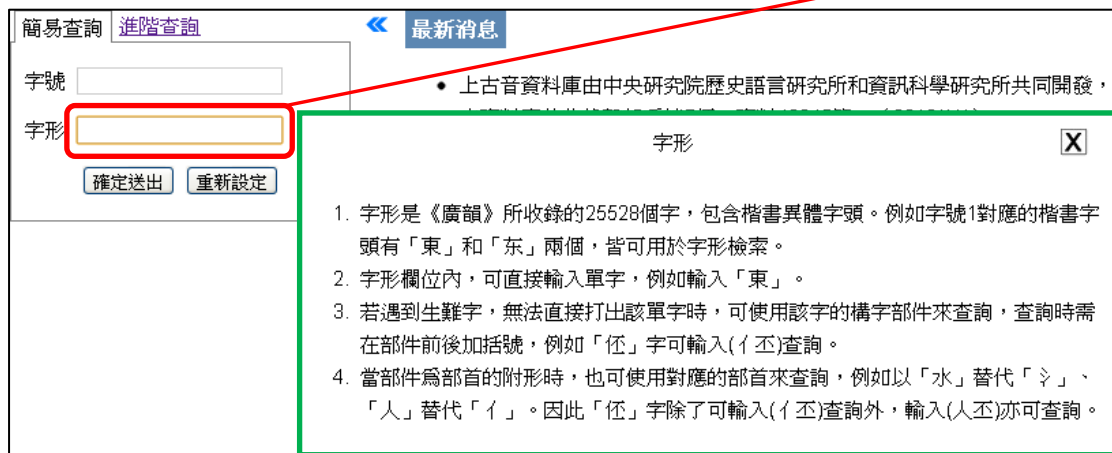 簡易查詢 進階查詢
字號
字形
確定送出 重新設定
« 最新消息
• 上古音資料庫由中央研究院歷史語言研究所和資訊科學研究所共同開發，
字形
X
1. 字形是《廣韻》所收錄的25528個字，包含楷書異體字頭。例如字號1對應的楷書字
頭有「東」和「东」兩個，皆可用於字形檢索。
2. 字形欄位內，可直接輸入單字，例如輸入「東」。
3. 若遇到生難字，無法直接打出該單字時，可使用該字的構字部件來查詢，查詢時需
在部件前後加括號，例如「伾」字可輸入(亻丕)查詢。
4. 當部件爲部首的附形時，也可使用對應的部首來查詢，例如以「水」替代「氵」、
「人」替代「亻」。因此「伾」字除了可輸入(亻丕)查詢外，輸入(人丕)亦可查詢。